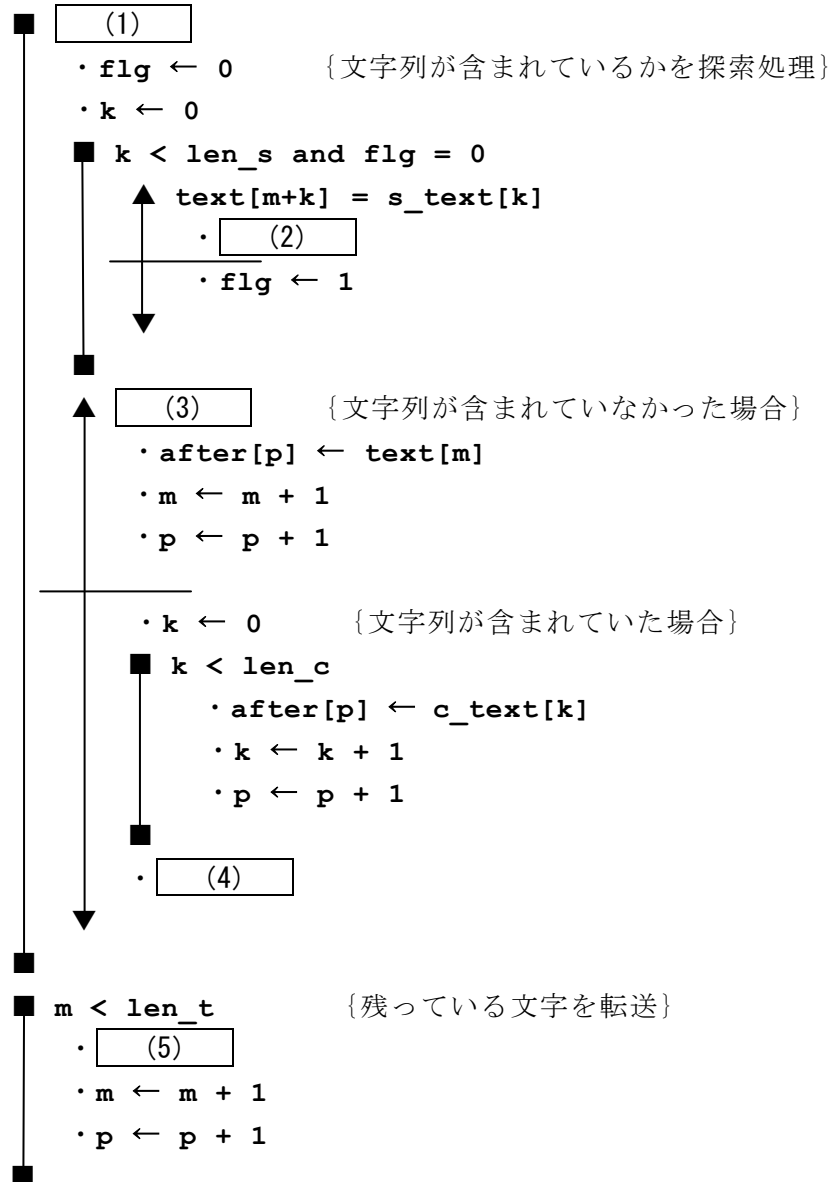 ■ (1)
・flg ← 0 {文字列が含まれているかを探索処理}
・k ← 0
■ k < len_s and flg = 0
▲ text[m+k] = s_text[k]
・ (2)
・flg ← 1
▼
■
▲ (3) {文字列が含まれていなかった場合}
・after[p] ← text[m]
・m ← m + 1
・p ← p + 1
・k ← 0 {文字列が含まれていた場合}
■ k < len_c
・after[p] ← c_text[k]
・k ← k + 1
・p ← p + 1
■
・ (4)
▼
■
■ m < len_t {残っている文字を転送}
・ (5)
・m ← m + 1
・p ← p + 1
■